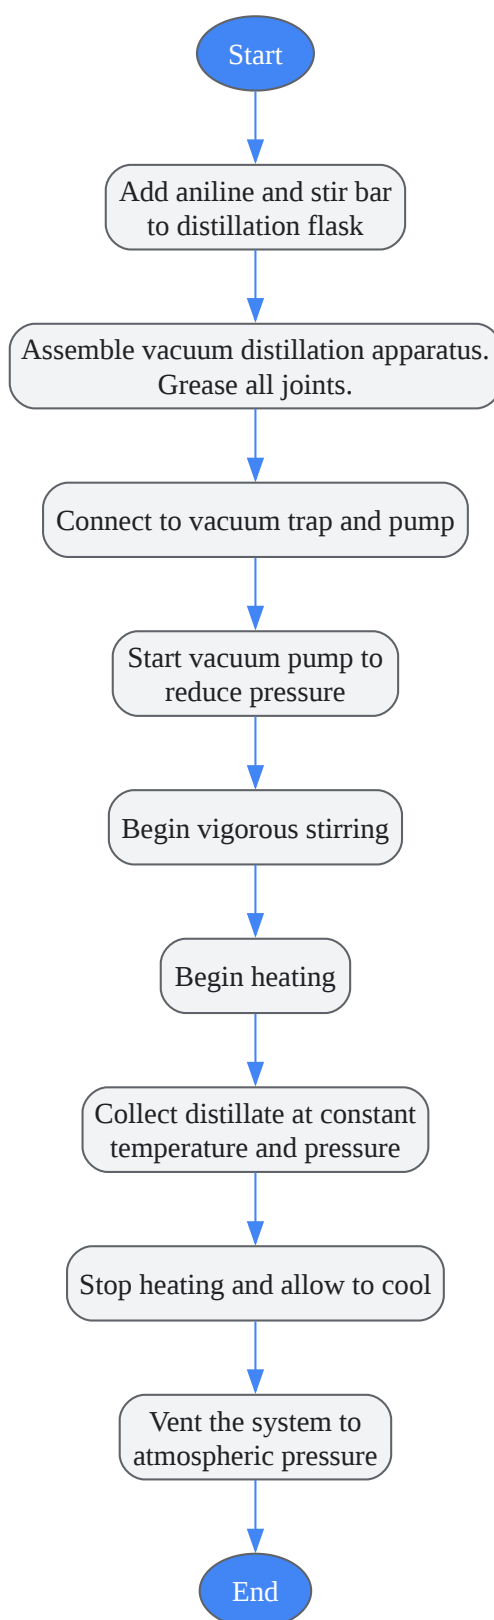 Start
Add aniline and stir bar
to distillation flask
Assemble vacuum distillation apparatus.
Grease all joints.
Connect to vacuum trap and pump
Start vacuum pump to
reduce pressure
Begin vigorous stirring
Begin heating
Collect distillate at constant
temperature and pressure
Stop heating and allow to cool
Vent the system to
atmospheric pressure
End